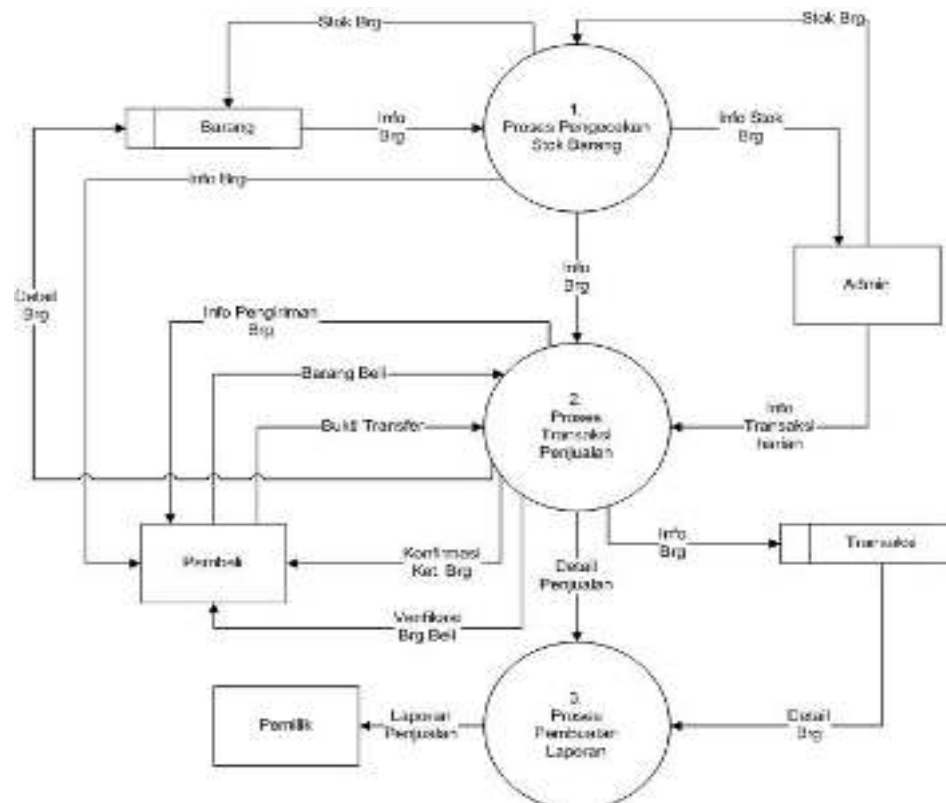 Stok Brg
Stok Brg
1.
Proses Pengecekan
Stok Barang
Barang
Info
Brg
Info Stok
Brg
Info Brg
Admin
Info
Brg
Detail
Brg
Info Pengiriman
Brg
Barang Beli
Bukti Transfer
2.
Proses
Transaksi
Penjualan
Info
Transaksi
harian
Info
Brg
Transaksi
Pembeli
Konfirmasi
Ket. Brg
Detail
Penjualan
Verifikasi
Brg Beli
Pemilik
Laporan
Penjualan
3.
Proses
Pembuatan
Laporan
Detail
Brg